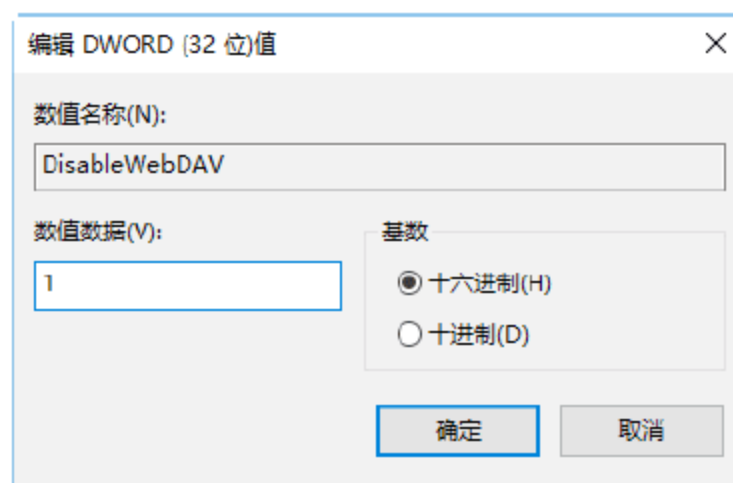 编辑 DWORD (32 位)值
数值名称(N):
DisableWebDAV
数值数据(V):
基数
1
十六进制(H)
十进制(D)
确定
取消